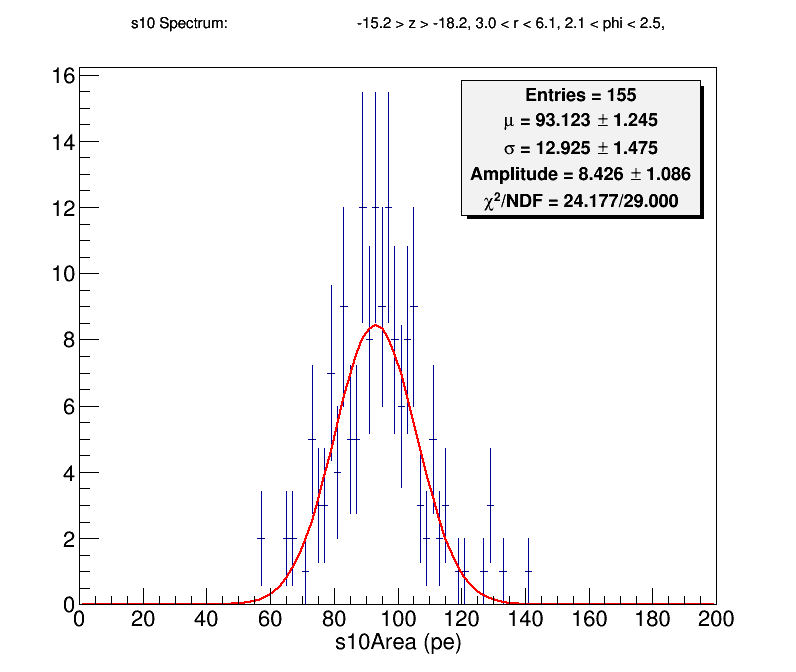 s10 Spectrum: -15.2 > z > -18.2, 3.0 < r < 6.1, 2.1 < phi < 2.5,
Entries = 155
μ = 93.123 ± 1.245
σ = 12.925 ± 1.475
Amplitude = 8.426 ± 1.086
χ²/NDF = 24.177/29.000
16
14
12
10
8
6
4
2
0
0 20 40 60 80 100 120 140 160 180 200
s10Area (pe)